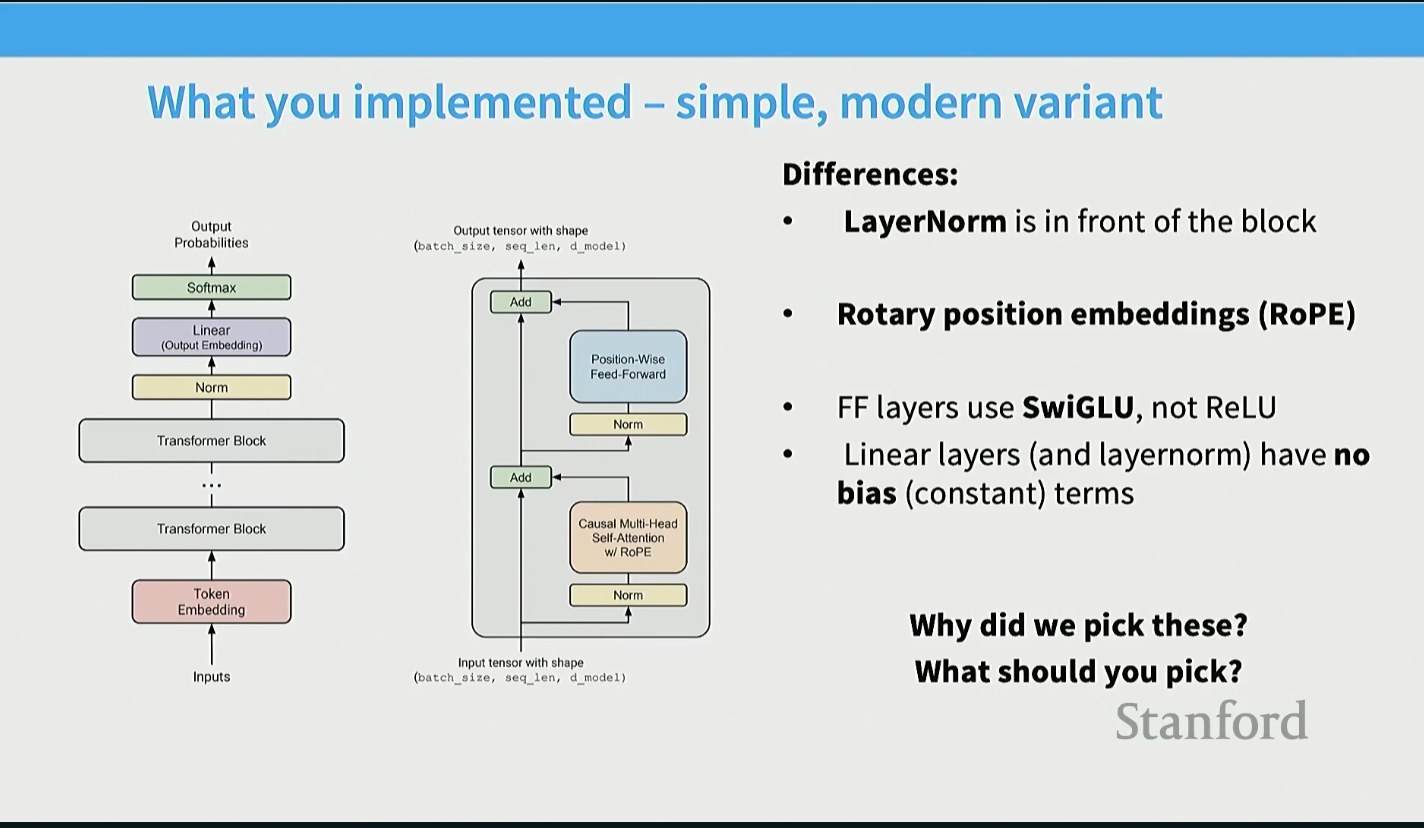 What you implemented – simple, modern variant
Output
Probabilities
Softmax
Linear
(Output Embedding)
Norm
Transformer Block
...
Transformer Block
Token
Embedding
Inputs
Output tensor with shape
(batch_size, seq_len, d_model)
Add
Position-Wise
Feed-Forward
Norm
Add
Causal Multi-Head
Self-Attention
w/ RoPE
Norm
Input tensor with shape
(batch_size, seq_len, d_model)
Differences:
• LayerNorm is in front of the block
• Rotary position embeddings (RoPE)
• FF layers use SwiGLU, not ReLU
• Linear layers (and layernorm) have no
bias (constant) terms
Why did we pick these?
What should you pick?
Stanford